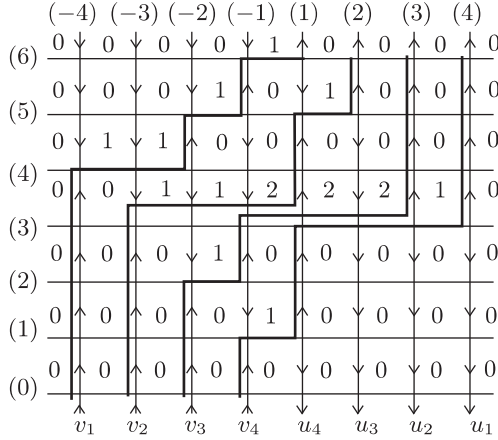 (−4) (−3) (−2) (−1) (1) (2) (3) (4)
0 0 0 0 1 0 0 0 0
(6)
0 0 0 1 0 1 0 0 0
(5)
0 1 1 0 0 0 0 0 0
(4)
0 0 1 1 2 2 2 1 0
(3)
0 0 0 1 0 0 0 0 0
(2)
0 0 0 0 1 0 0 0 0
(1)
0 0 0 0 0 0 0 0 0
(0)
v₁ v₂ v₃ v₄ u₄ u₃ u₂ u₁